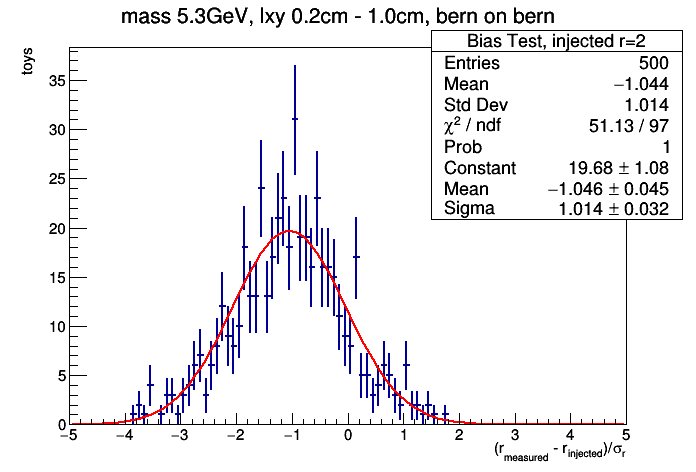 mass 5.3GeV, lxy 0.2cm - 1.0cm, bern on bern
Bias Test, injected r=2
Entries 500
Mean −1.044
Std Dev 1.014
χ² / ndf 51.13 / 97
Prob 1
Constant 19.68 ± 1.08
Mean −1.046 ± 0.045
Sigma 1.014 ± 0.032
toys
35
30
25
20
15
10
5
0
−5 −4 −3 −2 −1 0 1 2 3 4 5
(r_measured - r_injected)/σ_r